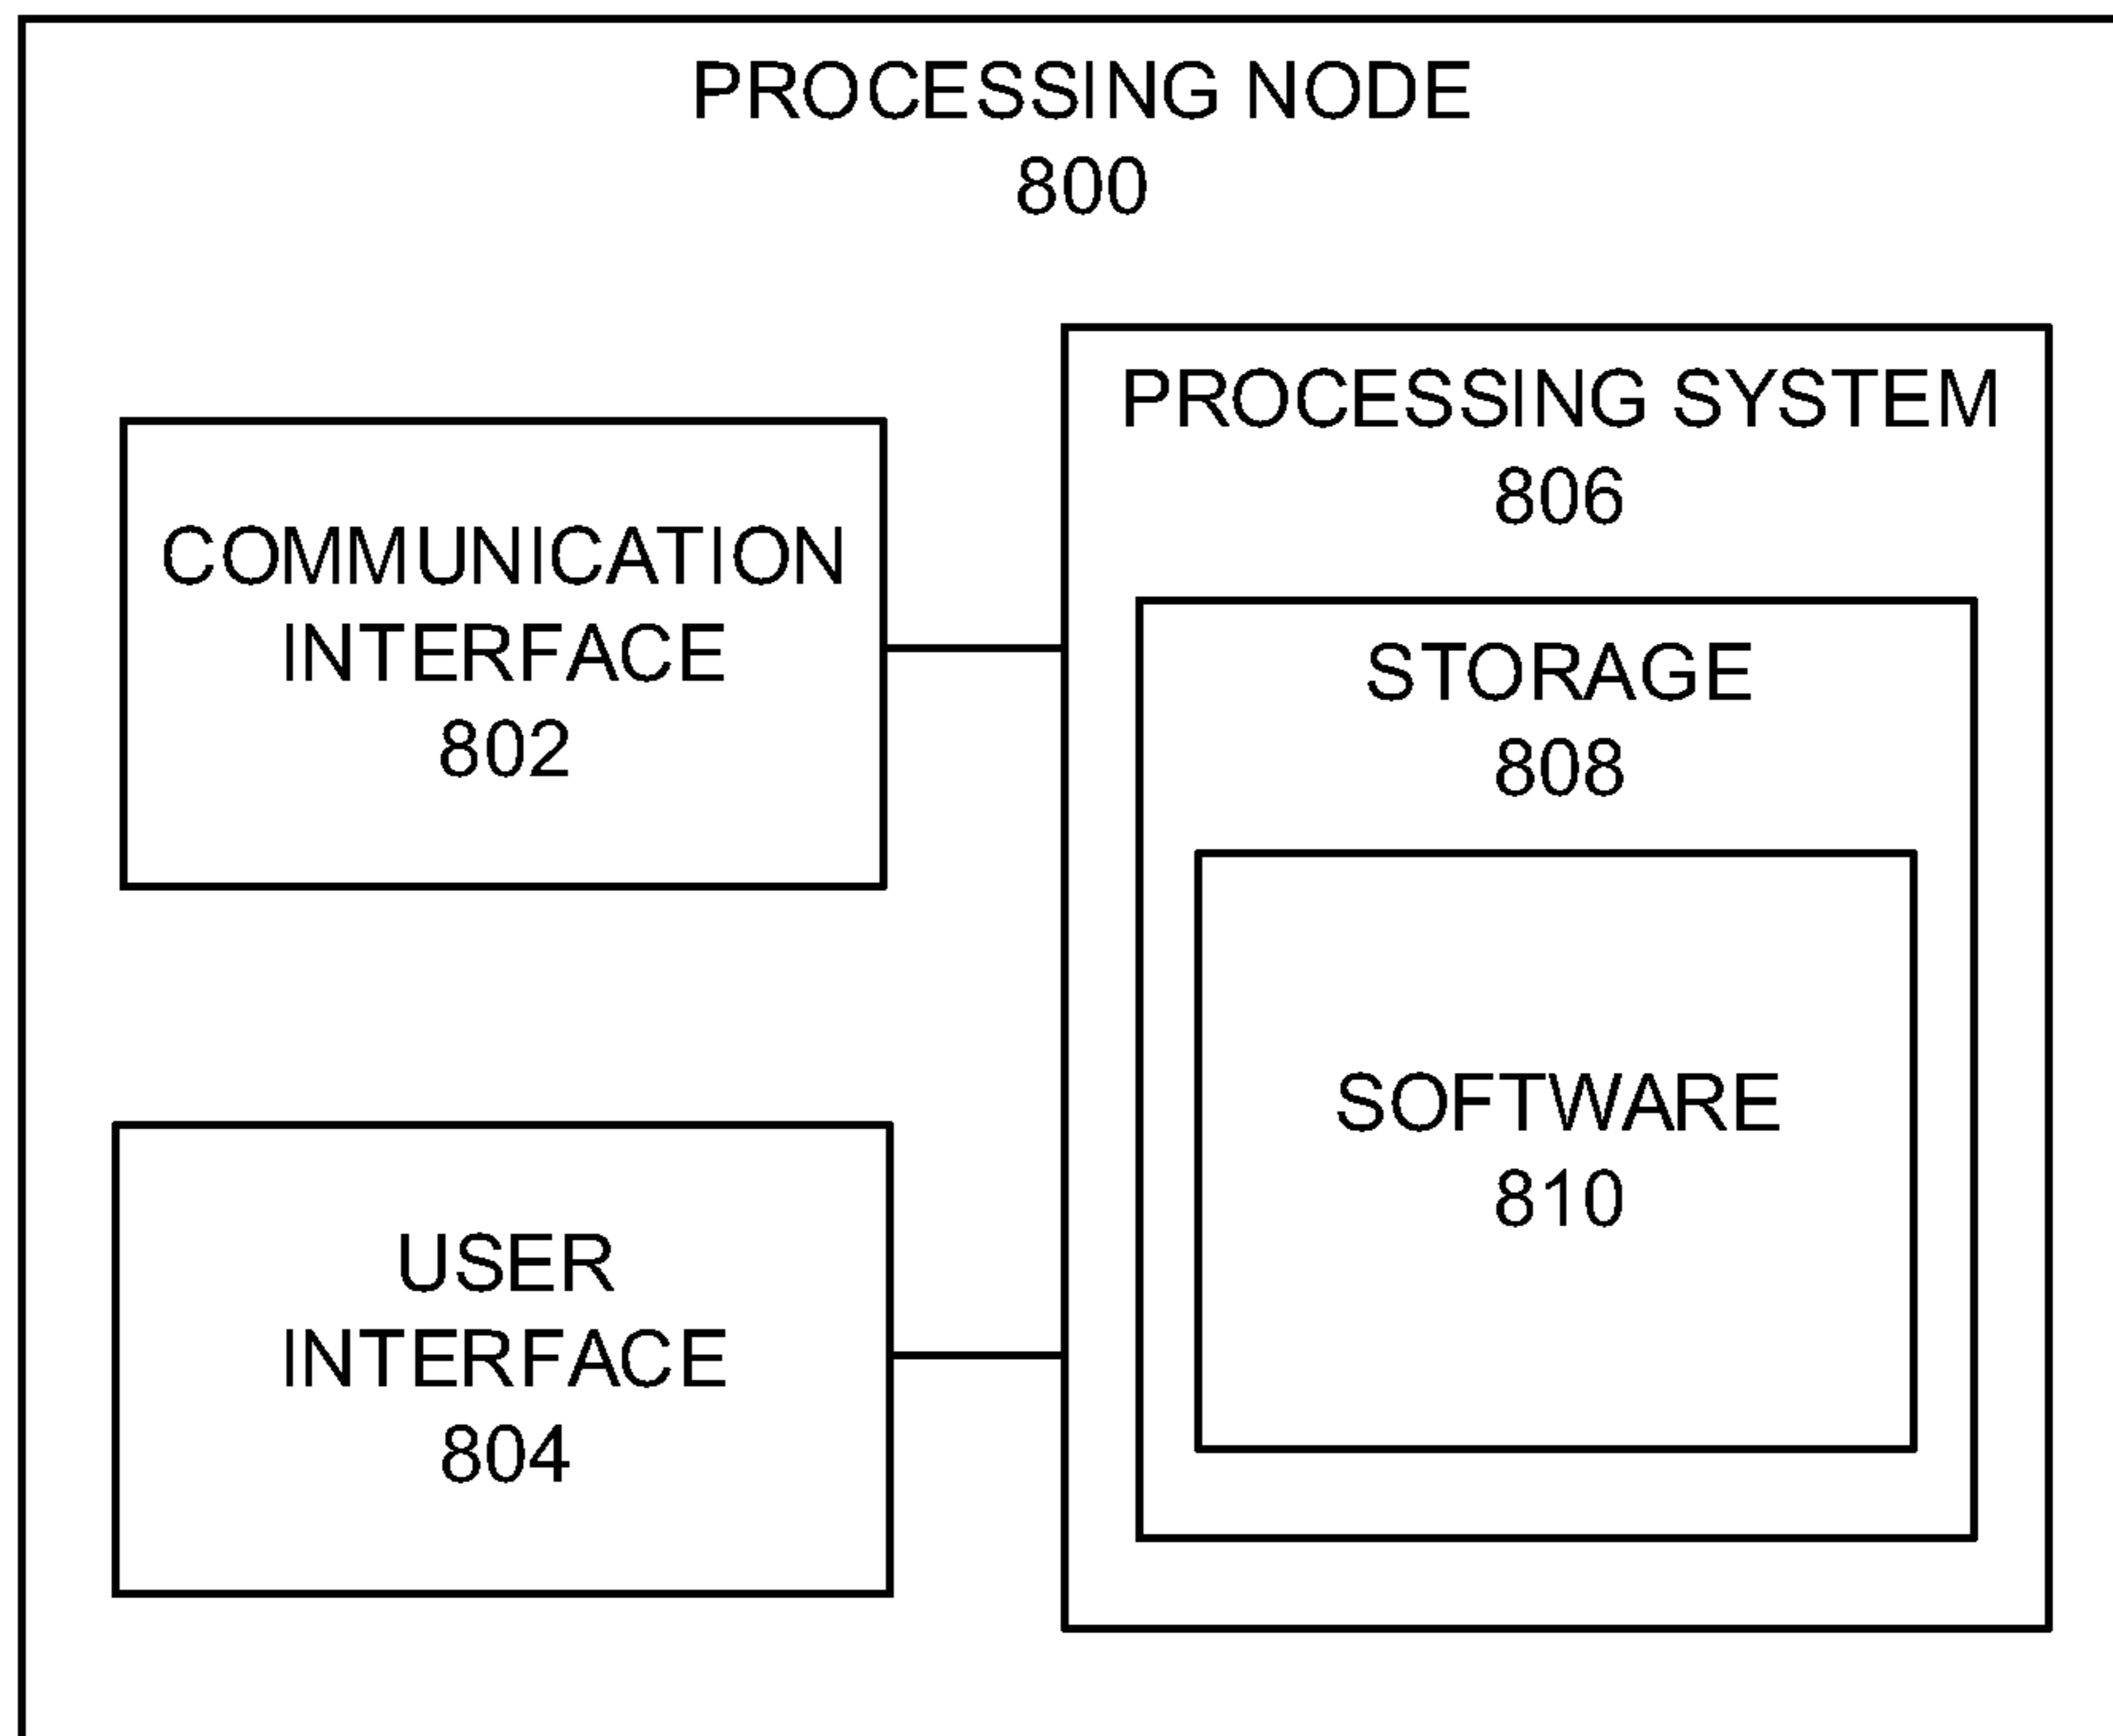 PROCESSING NODE
800
COMMUNICATION
INTERFACE
802
USER
INTERFACE
804
PROCESSING SYSTEM
806
STORAGE
808
SOFTWARE
810